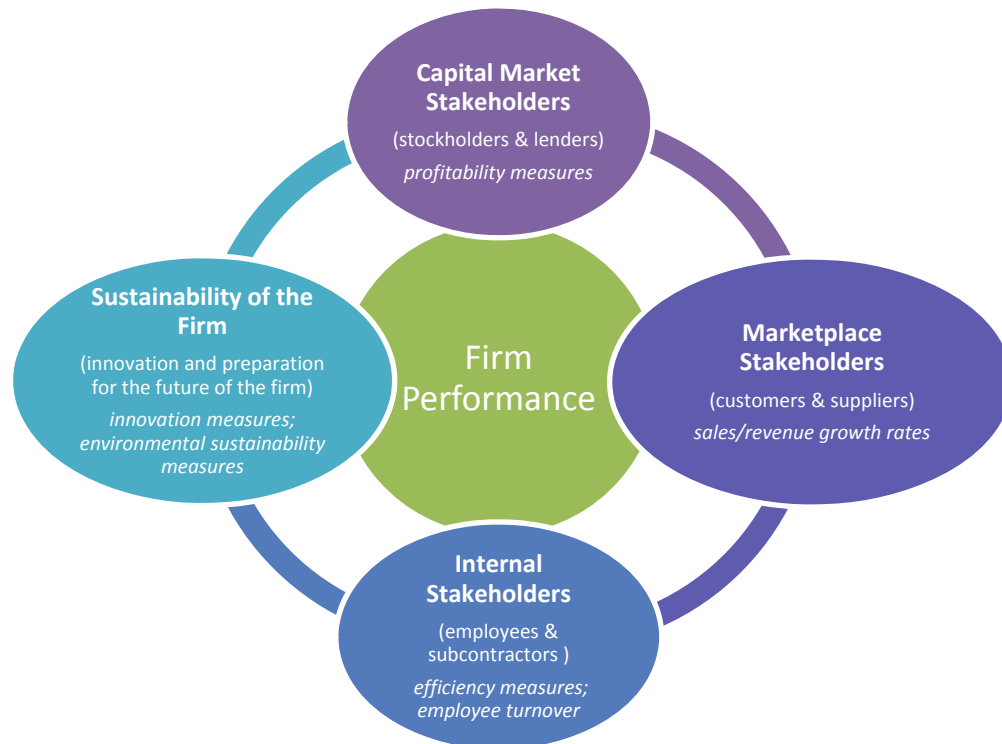 Capital Market
Stakeholders
(stockholders & lenders)
profitability measures
Sustainability of the
Firm
(innovation and preparation
for the future of the firm)
innovation measures;
environmental sustainability
measures
Firm
Performance
Marketplace
Stakeholders
(customers & suppliers)
sales/revenue growth rates
Internal
Stakeholders
(employees &
subcontractors )
efficiency measures;
employee turnover